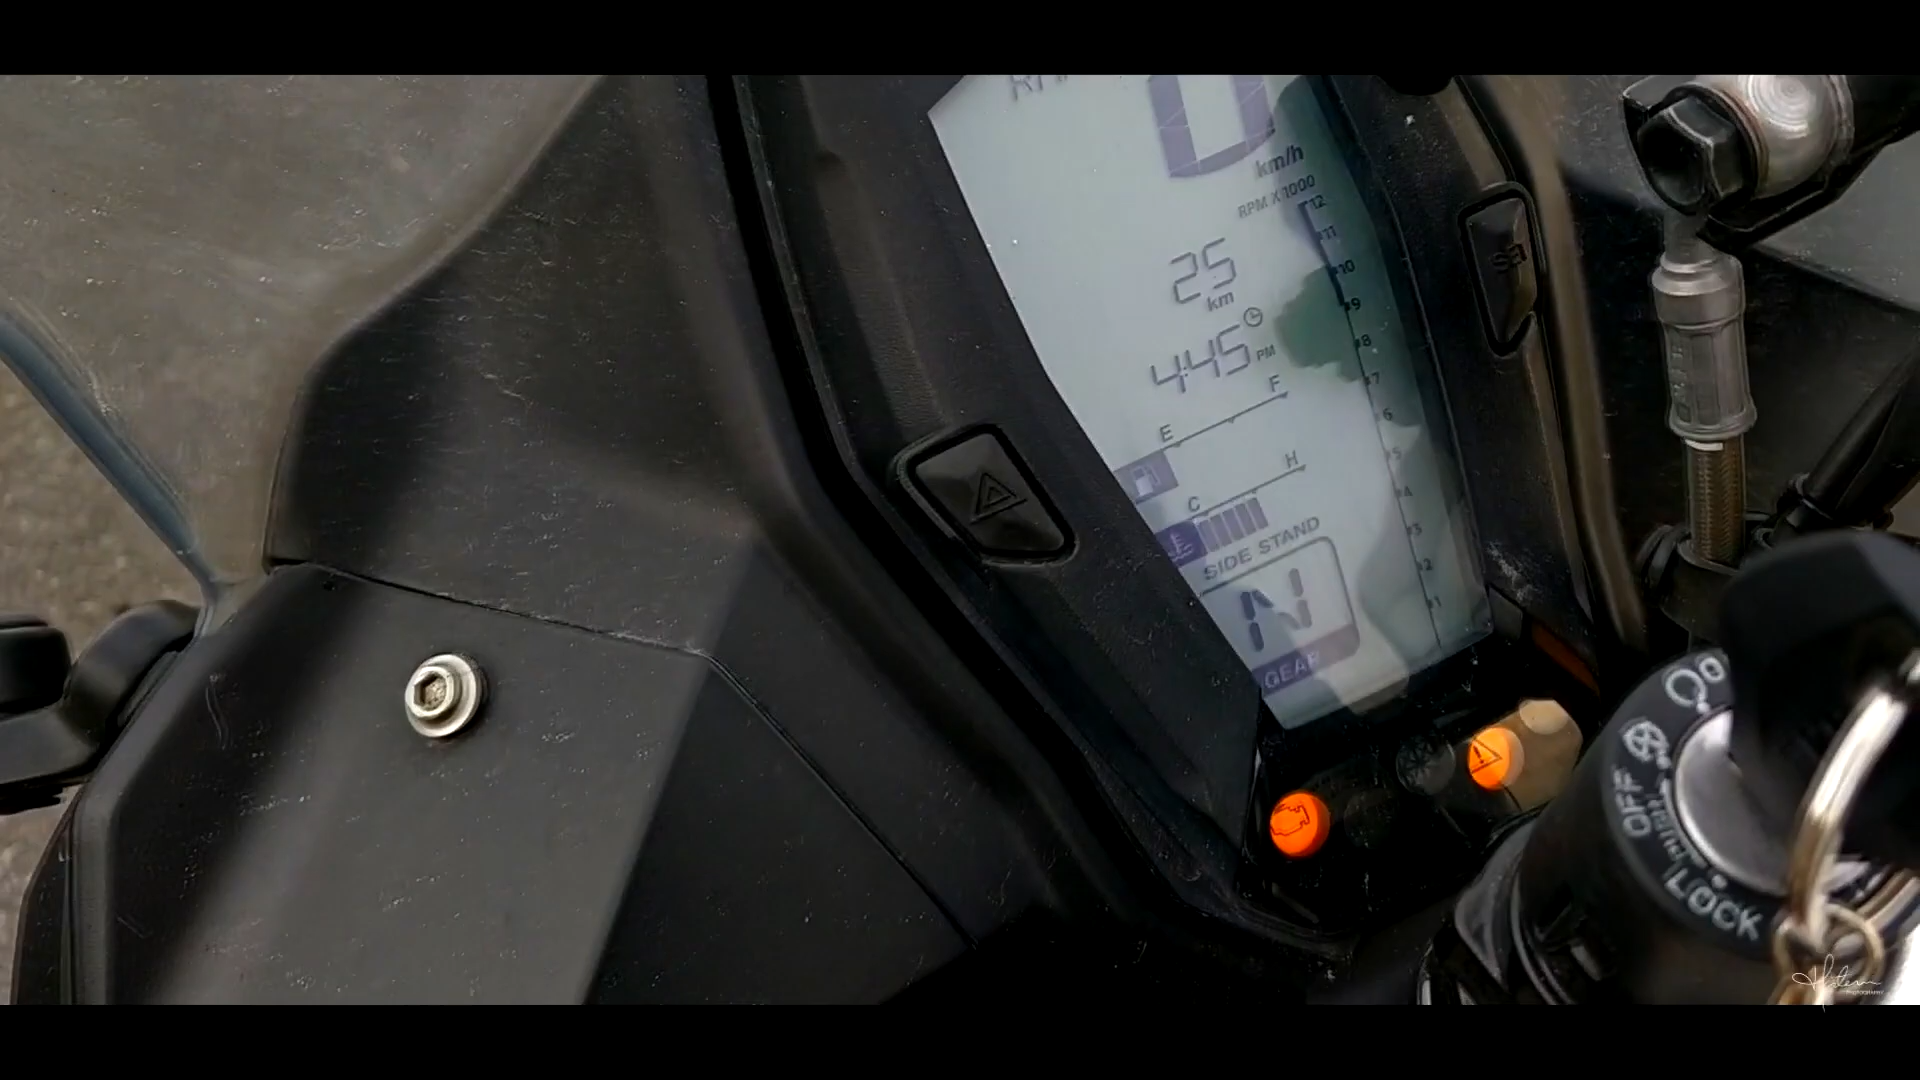 0
km/h
RPM X 1000
12
11
10
9
8
7
6
5
4
3
2
1
25
km
4:45 PM
E F
C H
SIDE STAND
N
GEAR
SET
OFF
LOCK
PHOTOGRAPHY